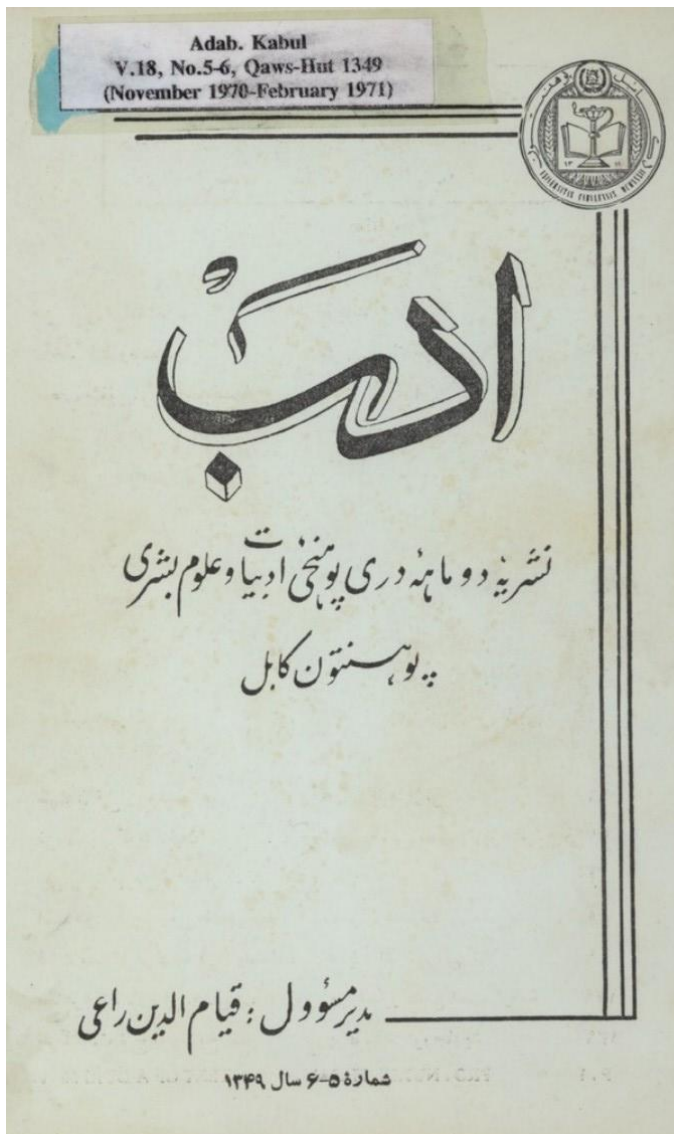 Adab. Kabul
V.18, No.5-6, Qaws-Hut 1349
(November 1970-February 1971)
ادب
نشریهٔ دو ماههٔ دری پوهنځی ادبیات و علوم بشری
پوهنتون کابل
مدیر مسؤول : قیام الدین راعی
شمارهٔ ۵-۶ سال ۱۳۴۹